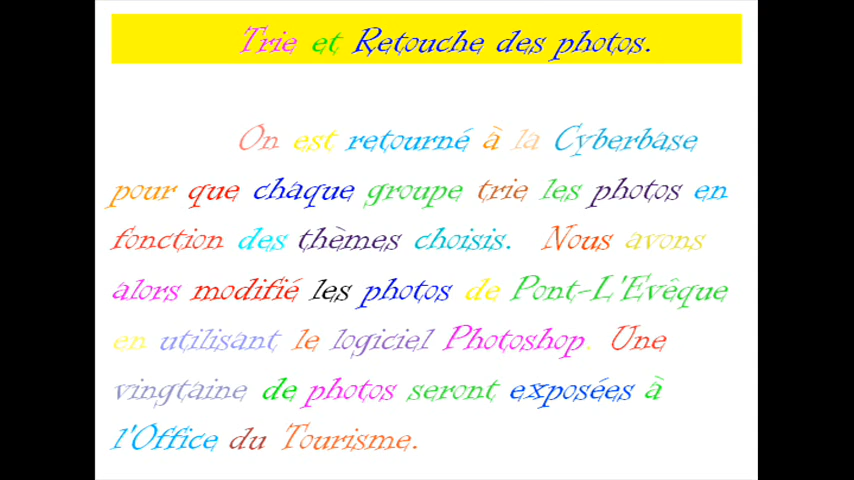 Trie et Retouche des photos.
On est retourné à la Cyberbase
pour que chaque groupe trie les photos en
fonction des thèmes choisis. Nous avons
alors modifié les photos de Pont-L'Evêque
en utilisant le logiciel Photoshop. Une
vingtaine de photos seront exposées à
l'Office du Tourisme.